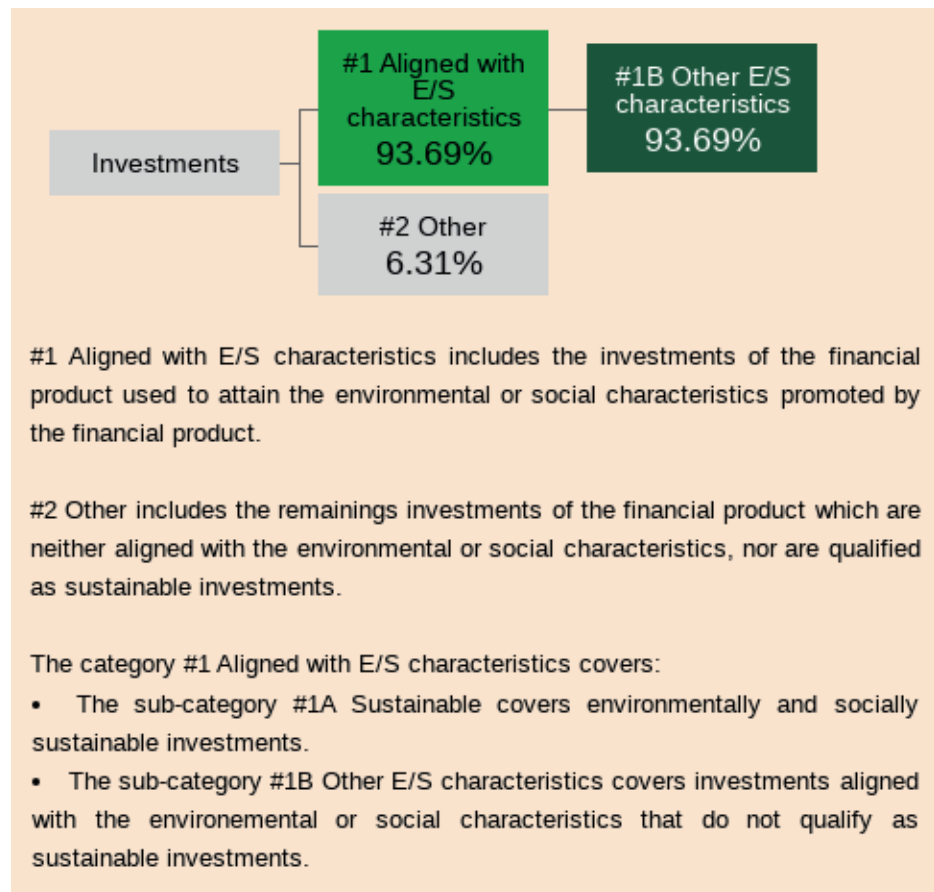 #1 Aligned with
E/S
characteristics
93.69%
#1B Other E/S
characteristics
93.69%
Investments
#2 Other
6.31%
#1 Aligned with E/S characteristics includes the investments of the financial
product used to attain the environmental or social characteristics promoted by
the financial product.
#2 Other includes the remainings investments of the financial product which are
neither aligned with the environmental or social characteristics, nor are qualified
as sustainable investments.
The category #1 Aligned with E/S characteristics covers:
• The sub-category #1A Sustainable covers environmentally and socially
sustainable investments.
• The sub-category #1B Other E/S characteristics covers investments aligned
with the environemental or social characteristics that do not qualify as
sustainable investments.